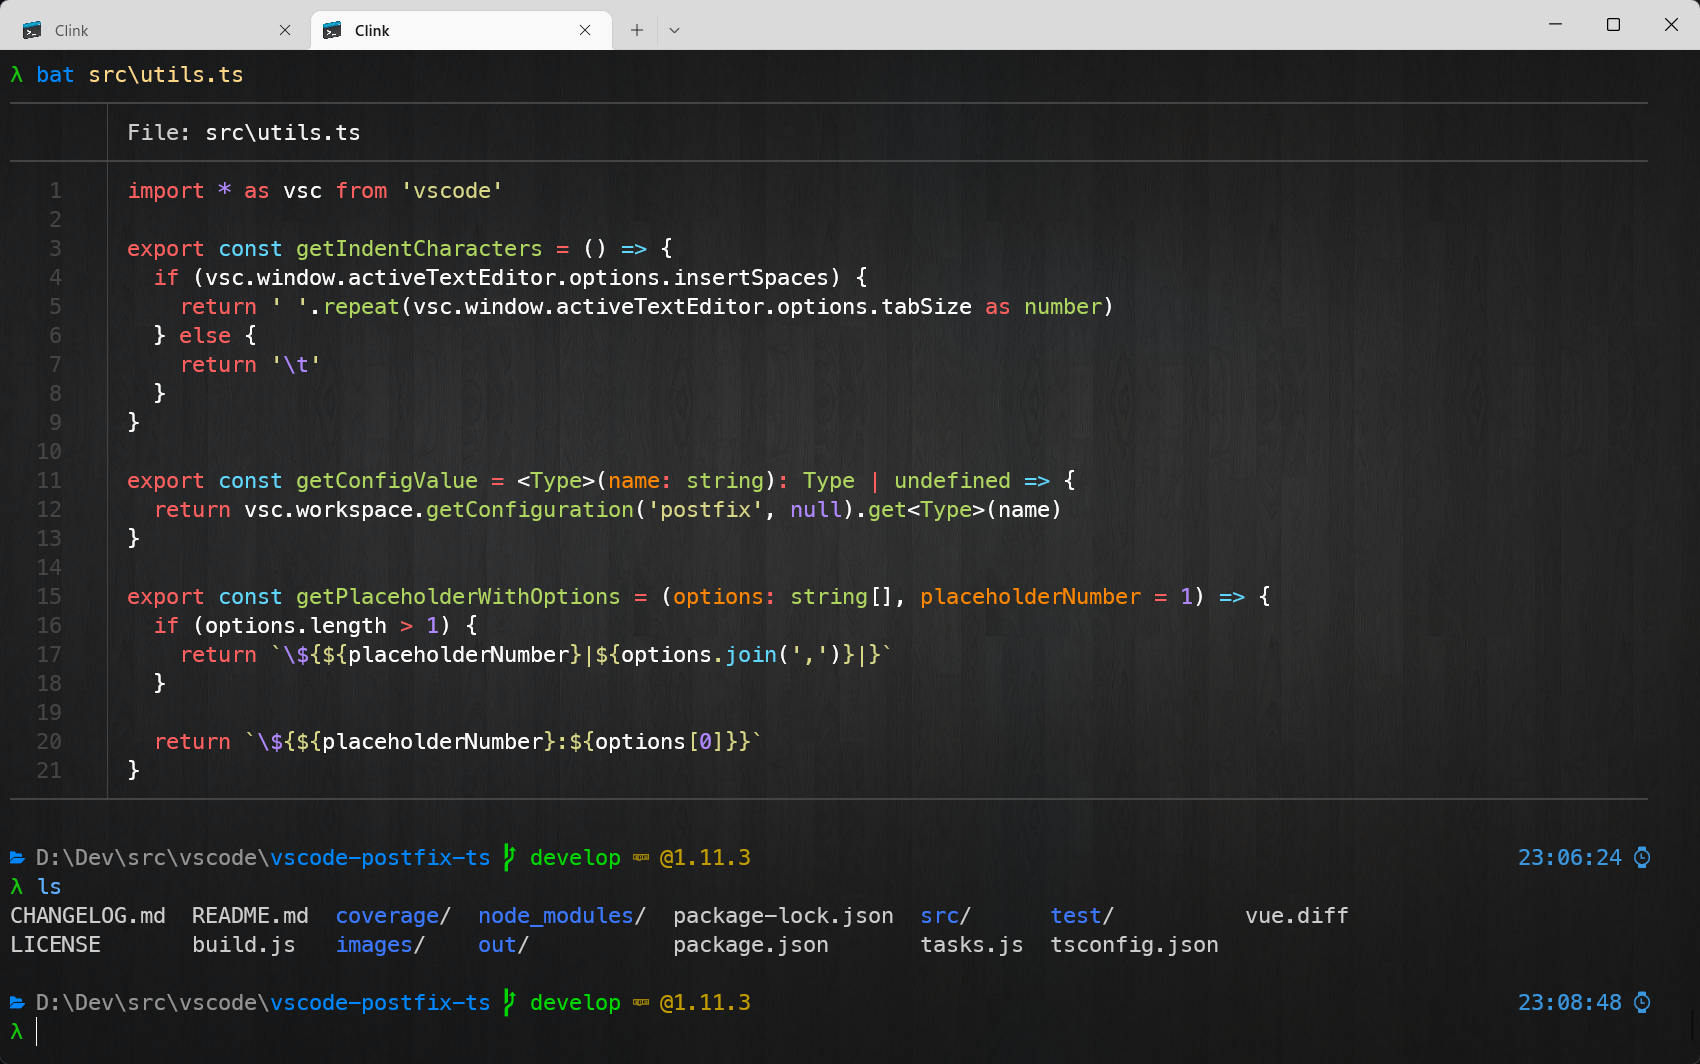 Clink
Clink
λ bat src\utils.ts
File: src\utils.ts
1 import * as vsc from 'vscode'
2
3 export const getIndentCharacters = () => {
4   if (vsc.window.activeTextEditor.options.insertSpaces) {
5     return ' '.repeat(vsc.window.activeTextEditor.options.tabSize as number)
6   } else {
7     return '\t'
8   }
9 }
10
11 export const getConfigValue = <Type>(name: string): Type | undefined => {
12   return vsc.workspace.getConfiguration('postfix', null).get<Type>(name)
13 }
14
15 export const getPlaceholderWithOptions = (options: string[], placeholderNumber = 1) => {
16   if (options.length > 1) {
17     return `\${${placeholderNumber}|${options.join(',')}|}`
18   }
19
20   return `\${${placeholderNumber}:${options[0]}}`
21 }
D:\Dev\src\vscode\vscode-postfix-ts develop npm @1.11.3 23:06:24
λ ls
CHANGELOG.md README.md coverage/ node_modules/ package-lock.json src/ test/ vue.diff
LICENSE build.js images/ out/ package.json tasks.js tsconfig.json
D:\Dev\src\vscode\vscode-postfix-ts develop npm @1.11.3 23:08:48
λ